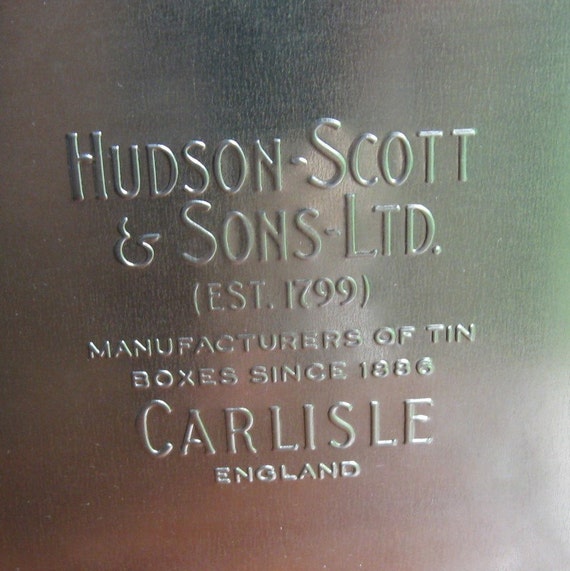 HUDSON-SCOTT
& SONS-LTD.
(EST. 1799)
MANUFACTURERS OF TIN
BOXES SINCE 1886
CARLISLE
ENGLAND